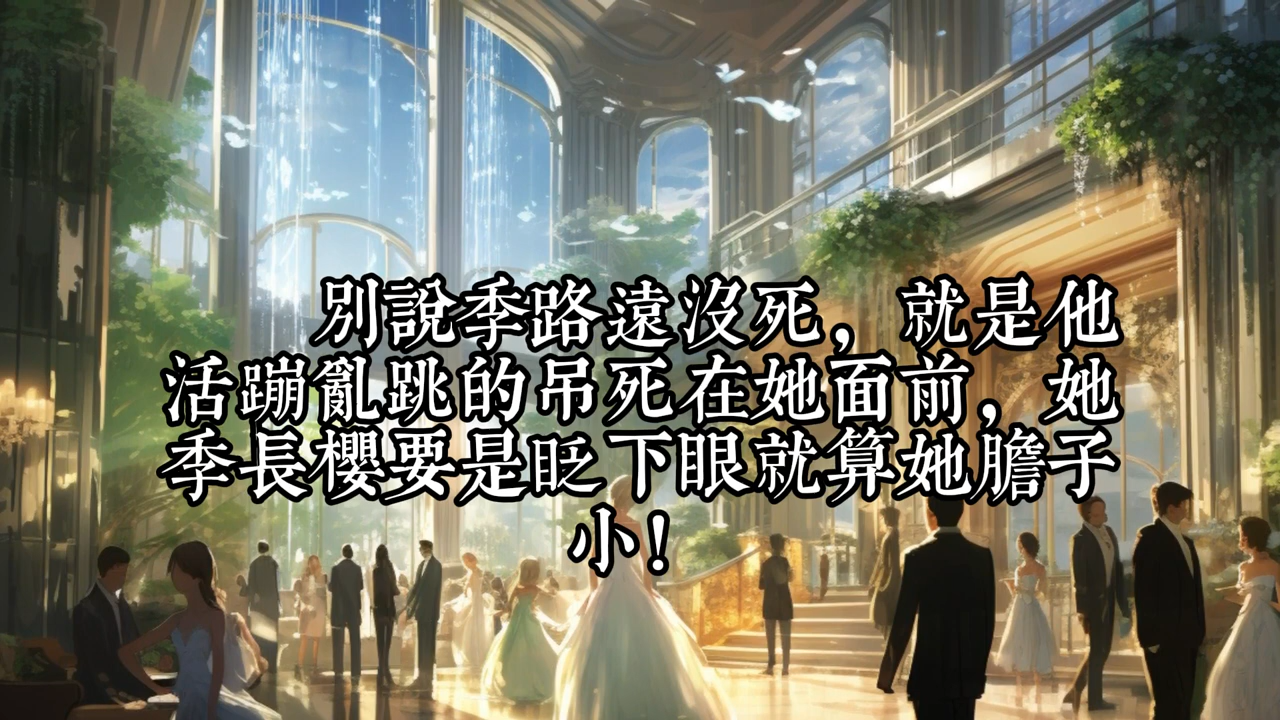 別說季路遠沒死，就是他
活蹦亂跳的吊死在她面前，她
季長櫻要是眨下眼就算她膽子
小！